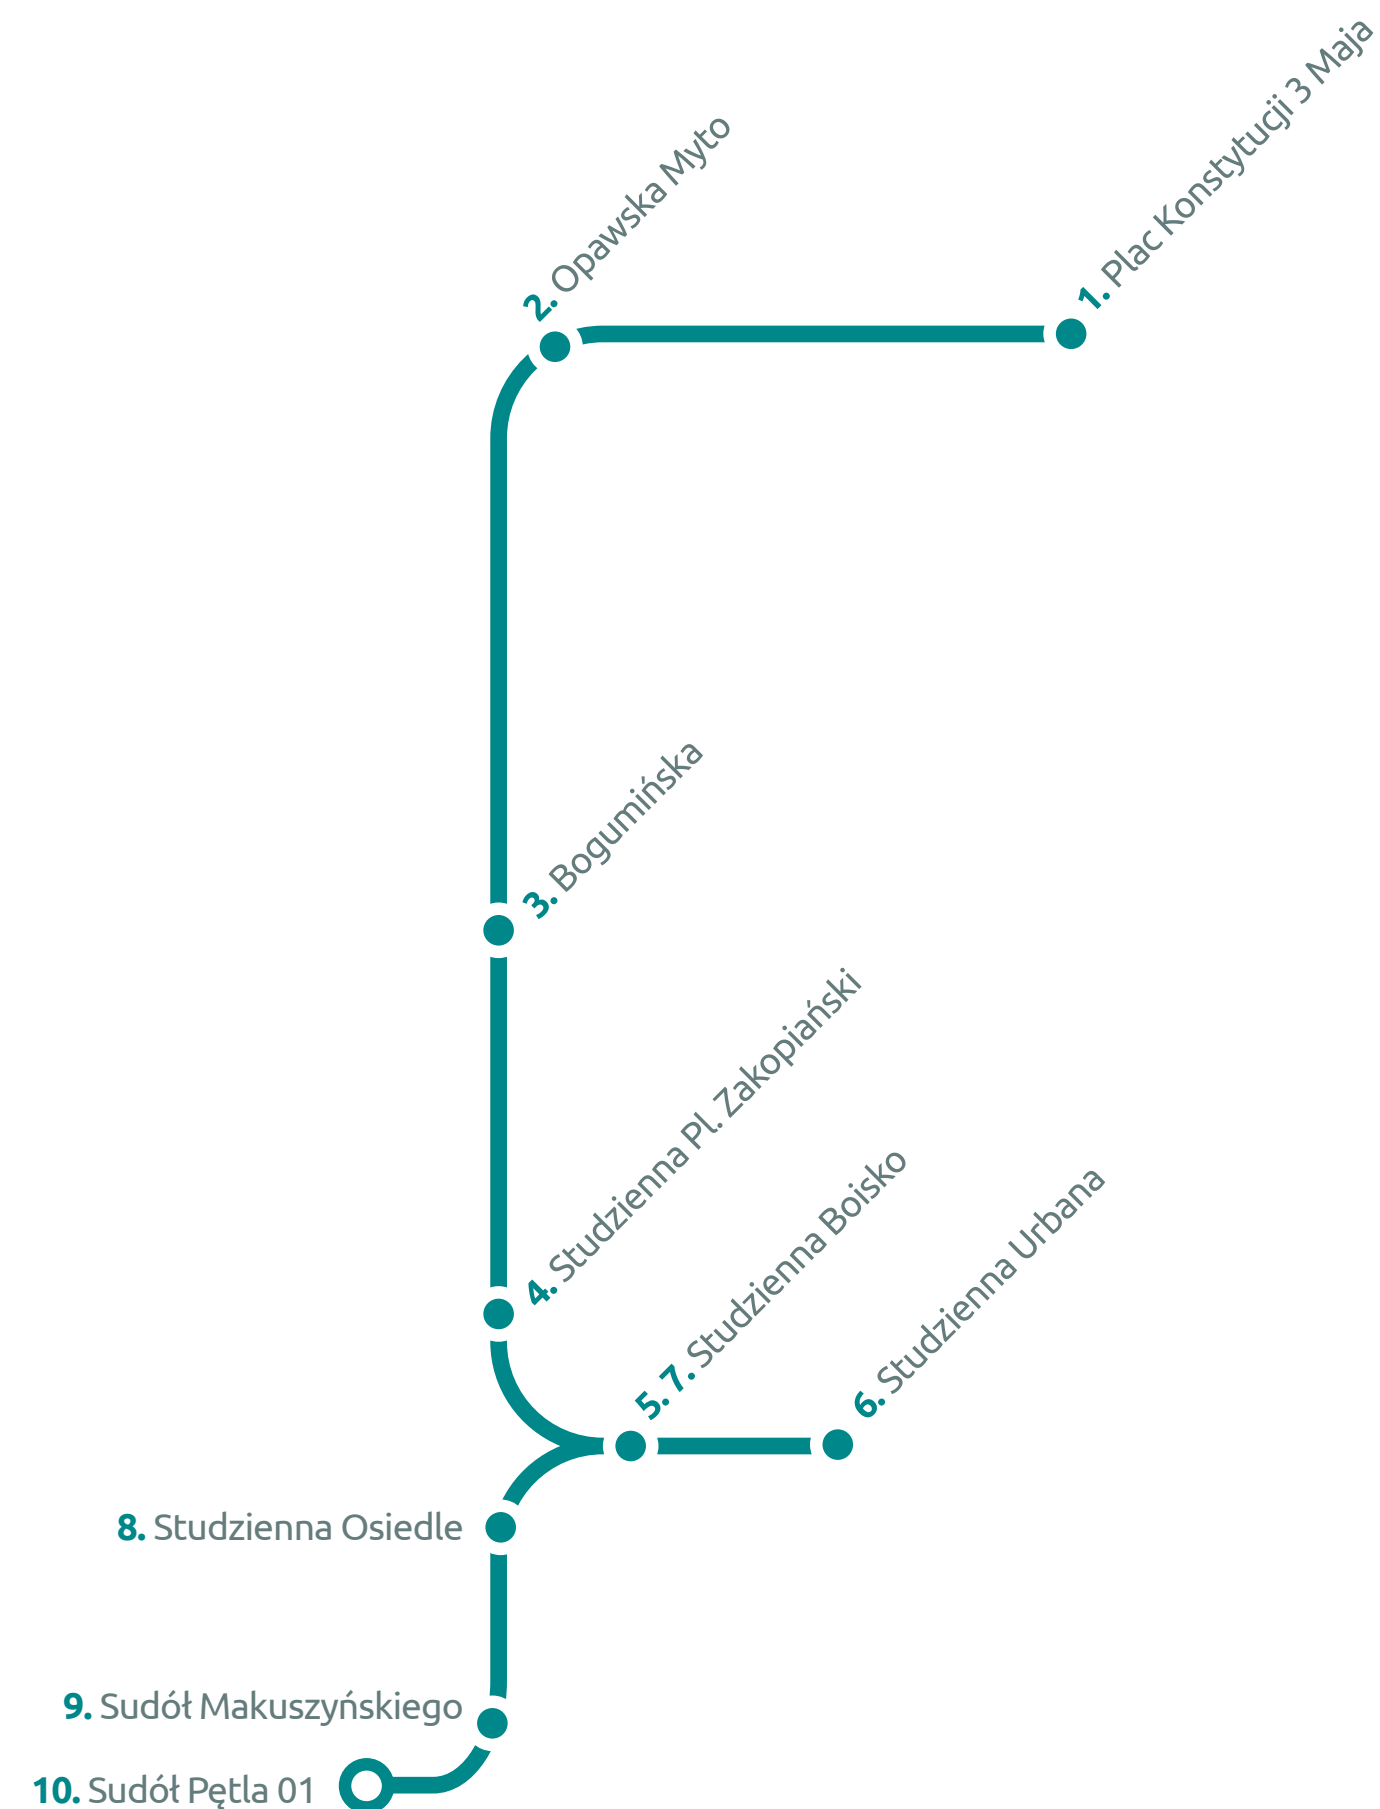 1. Plac Konstytucji 3 Maja
2. Opawska Myto
3. Bogumińska
4. Studzienna Pl. Zakopiański
5. 7. Studzienna Boisko
6. Studzienna Urbana
8. Studzienna Osiedle
9. Sudół Makuszyńskiego
10. Sudół Pętla 01